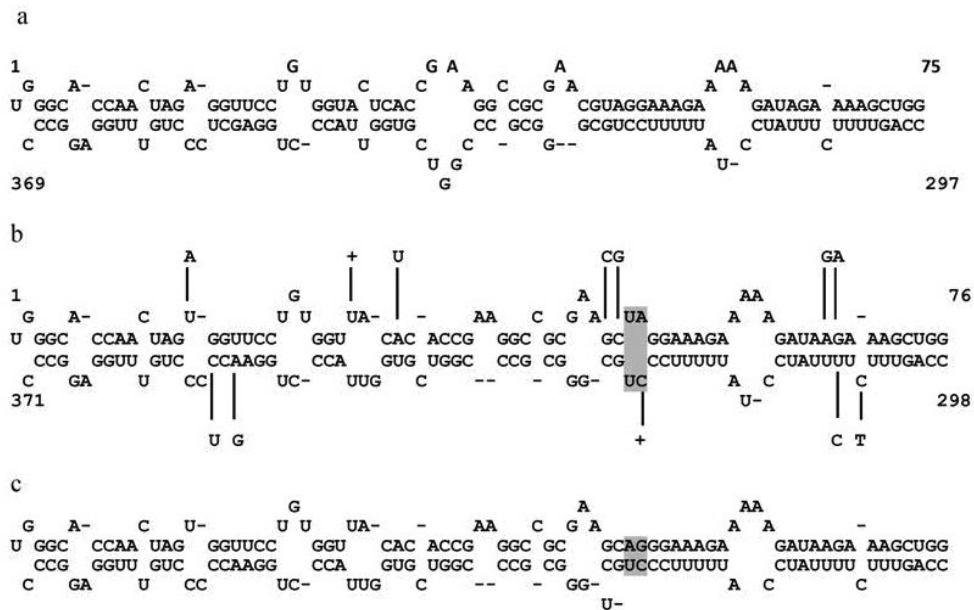 a
1 G A A AA 75
G A- C A- U U C C G A A C G A A A -
U GGC CCAA UAG GGUUCC GGUA UCACC GG CGC CGUAGGAAAGA GAUAGA AAAGCUGG
CCG GGUU GUC UCGAGG CCAU GGUG CC GCG GCGUCCUUUUU CUAUUU UUUUGACC
C GA U CC UC- U C C - G-- A C C
U G U-
369 G 297
b
A + U CG GA
1 G A AA 76
G A- C U- U U UA- - AA C G A UA A A -
U GGC CCAA UAG GGUUCC GGU CAC ACCG GGC GC GC GGAAAGA GAUAAGA AAGCUGG
CCG GGUU GUC CCAAGG CCA GUG UGGC CCG CG CG CCUUUUU CUAUUUU UUUGACC
C GA U CC UC- UUG C -- - GG- UC A C C
371 U- 298
U G + C T
c
G A AA
G A- C U- U U UA- - AA C G A A A -
U GGC CCAA UAG GGUUCC GGU CAC ACCG GGC GC GCAGGGAAAGA GAUAAGA AAGCUGG
CCG GGUU GUC CCAAGG CCA GUG UGGC CCG CG CGUCCCUUUUU CUAUUUU UUUGACC
C GA U CC UC- UUG C -- - GG- A C C
U-